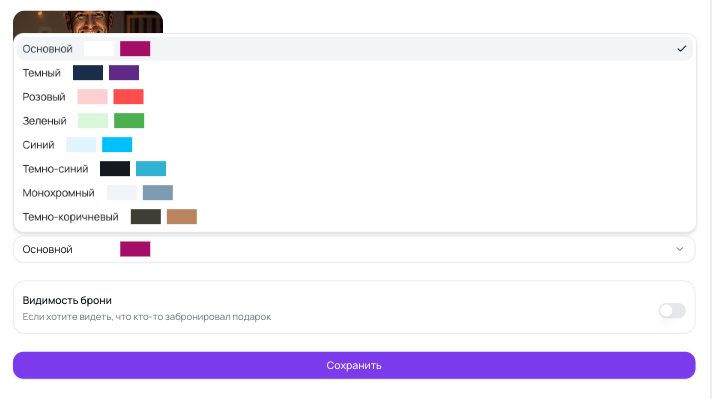 Основной
Темный
Розовый
Зеленый
Синий
Темно-синий
Монохромный
Темно-коричневый
Основной
Видимость брони
Если хотите видеть, что кто-то забронировал подарок
Сохранить